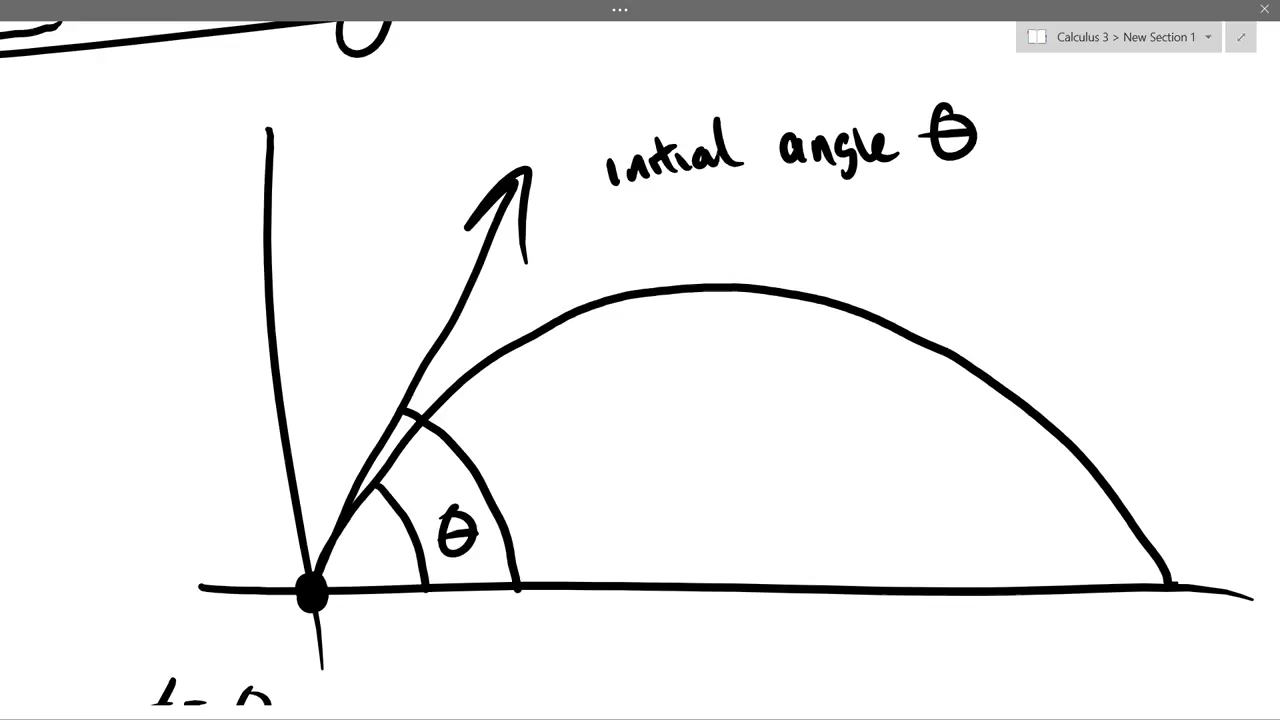 Calculus 3 > New Section 1
initial angle θ
θ